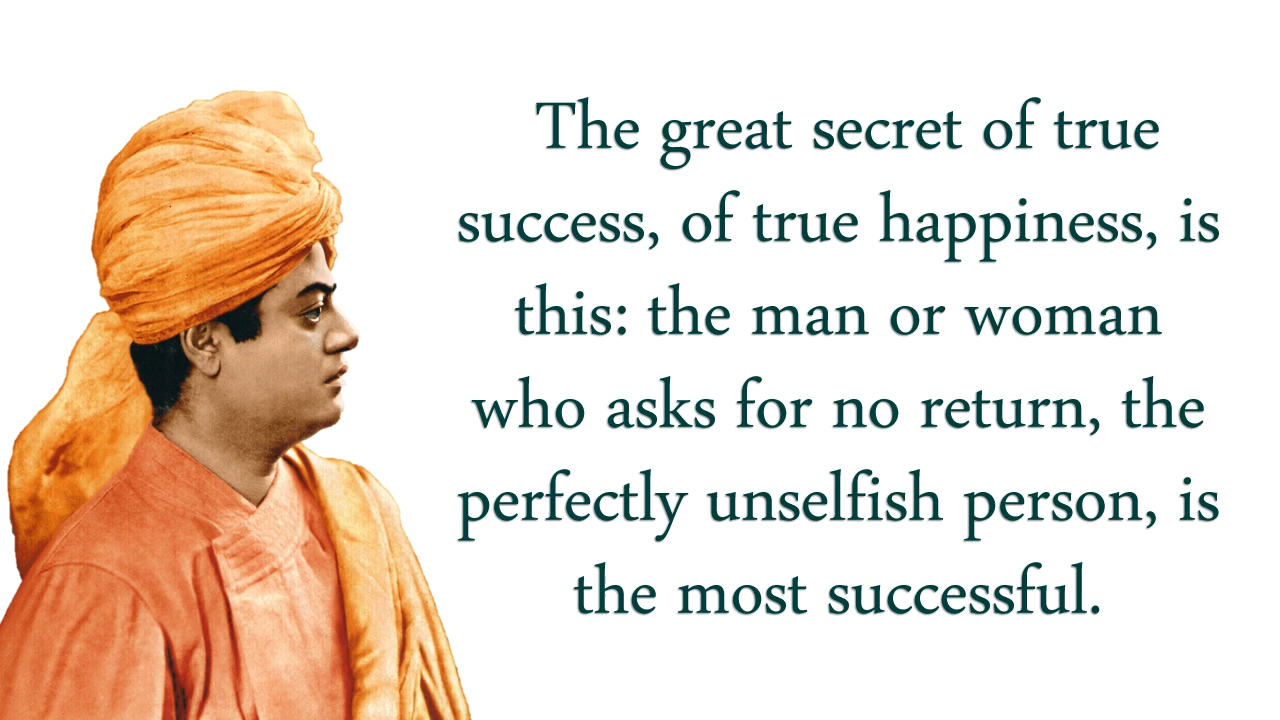 The great secret of true
success, of true happiness, is
this: the man or woman
who asks for no return, the
perfectly unselfish person, is
the most successful.